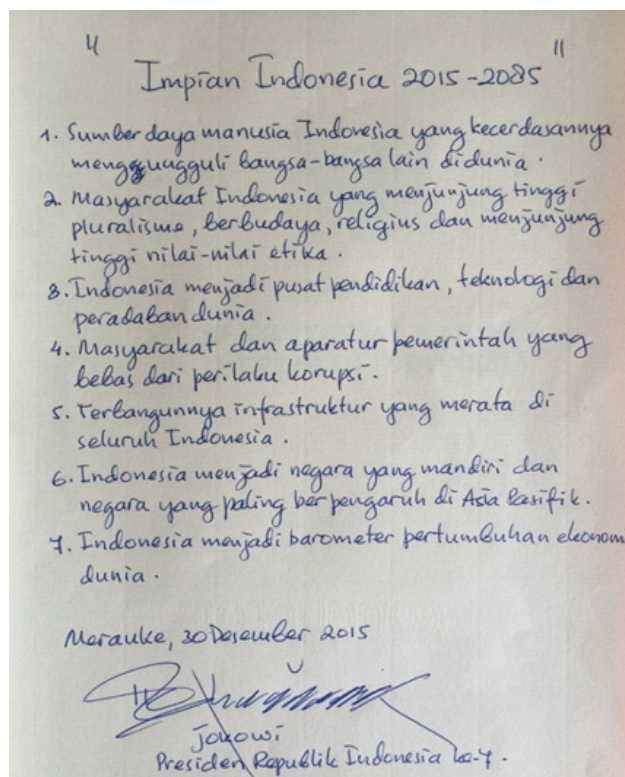 "Impian Indonesia 2015-2085"
1. Sumber daya manusia Indonesia yang kecerdasannya
mengungguli bangsa-bangsa lain didunia.
2. Masyarakat Indonesia yang menjunjung tinggi
pluralisme, berbudaya, religius dan menjunjung
tinggi nilai-nilai etika.
3. Indonesia menjadi pusat pendidikan, teknologi dan
peradaban dunia.
4. Masyarakat dan aparatur pemerintah yang
bebas dari perilaku korupsi.
5. Terbangunnya infrastruktur yang merata di
seluruh Indonesia.
6. Indonesia menjadi negara yang mandiri dan
negara yang paling berpengaruh di Asia Pasifik.
7. Indonesia menjadi barometer pertumbuhan ekonom
dunia.
Merauke, 30 Desember 2015
jokowi
Presiden Republik Indonesia ke-7.